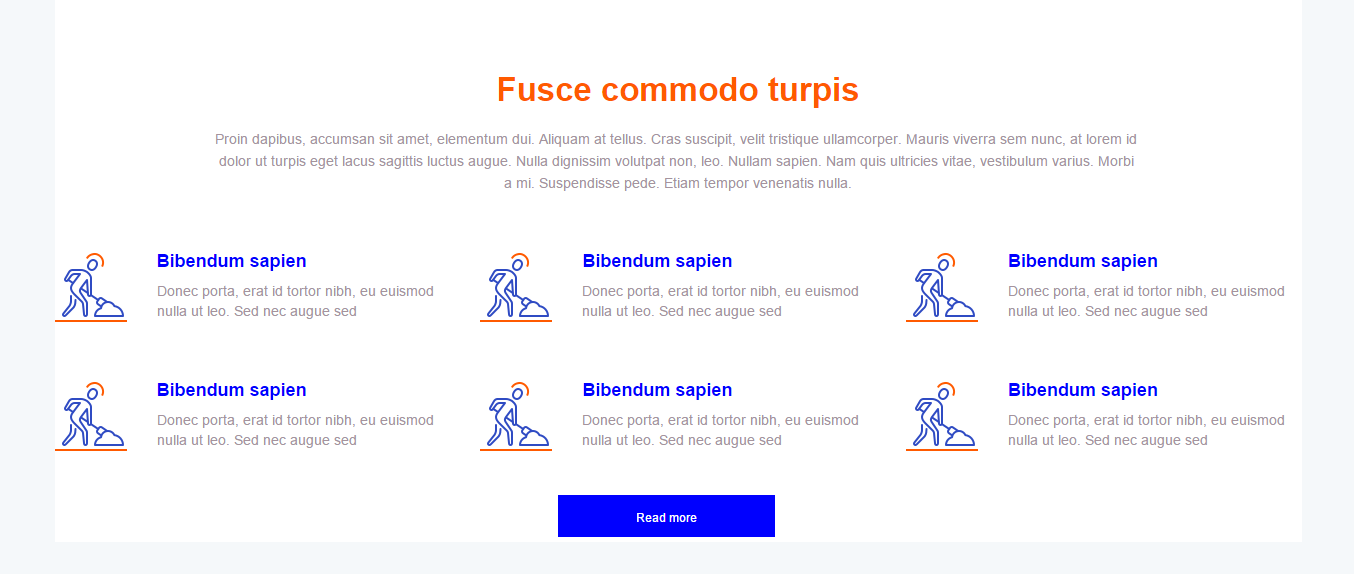 Fusce commodo turpis
Proin dapibus, accumsan sit amet, elementum dui. Aliquam at tellus. Cras suscipit, velit tristique ullamcorper. Mauris viverra sem nunc, at lorem id
dolor ut turpis eget lacus sagittis luctus augue. Nulla dignissim volutpat non, leo. Nullam sapien. Nam quis ultricies vitae, vestibulum varius. Morbi
a mi. Suspendisse pede. Etiam tempor venenatis nulla.
Bibendum sapien
Donec porta, erat id tortor nibh, eu euismod
nulla ut leo. Sed nec augue sed
Bibendum sapien
Donec porta, erat id tortor nibh, eu euismod
nulla ut leo. Sed nec augue sed
Bibendum sapien
Donec porta, erat id tortor nibh, eu euismod
nulla ut leo. Sed nec augue sed
Bibendum sapien
Donec porta, erat id tortor nibh, eu euismod
nulla ut leo. Sed nec augue sed
Bibendum sapien
Donec porta, erat id tortor nibh, eu euismod
nulla ut leo. Sed nec augue sed
Bibendum sapien
Donec porta, erat id tortor nibh, eu euismod
nulla ut leo. Sed nec augue sed
Read more